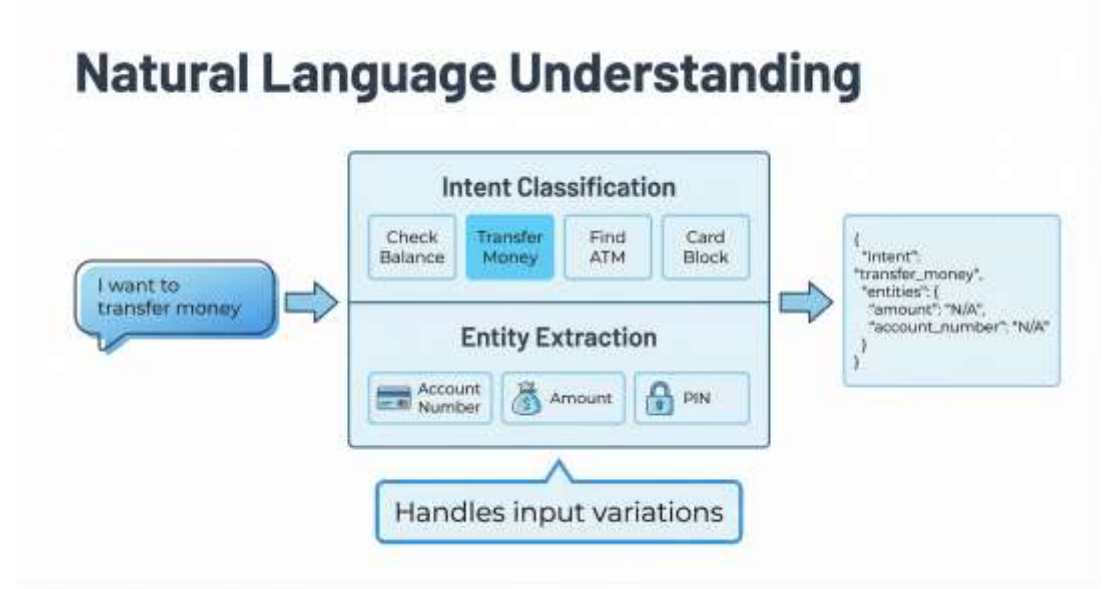 Natural Language Understanding
I want to
transfer money
Intent Classification
Check
Balance
Transfer
Money
Find
ATM
Card
Block
Entity Extraction
Account
Number
Amount
PIN
Handles input variations
{
"Intent":
"transfer_money",
"entities": {
"amount": "N/A",
"account_number": "N/A"
}
}